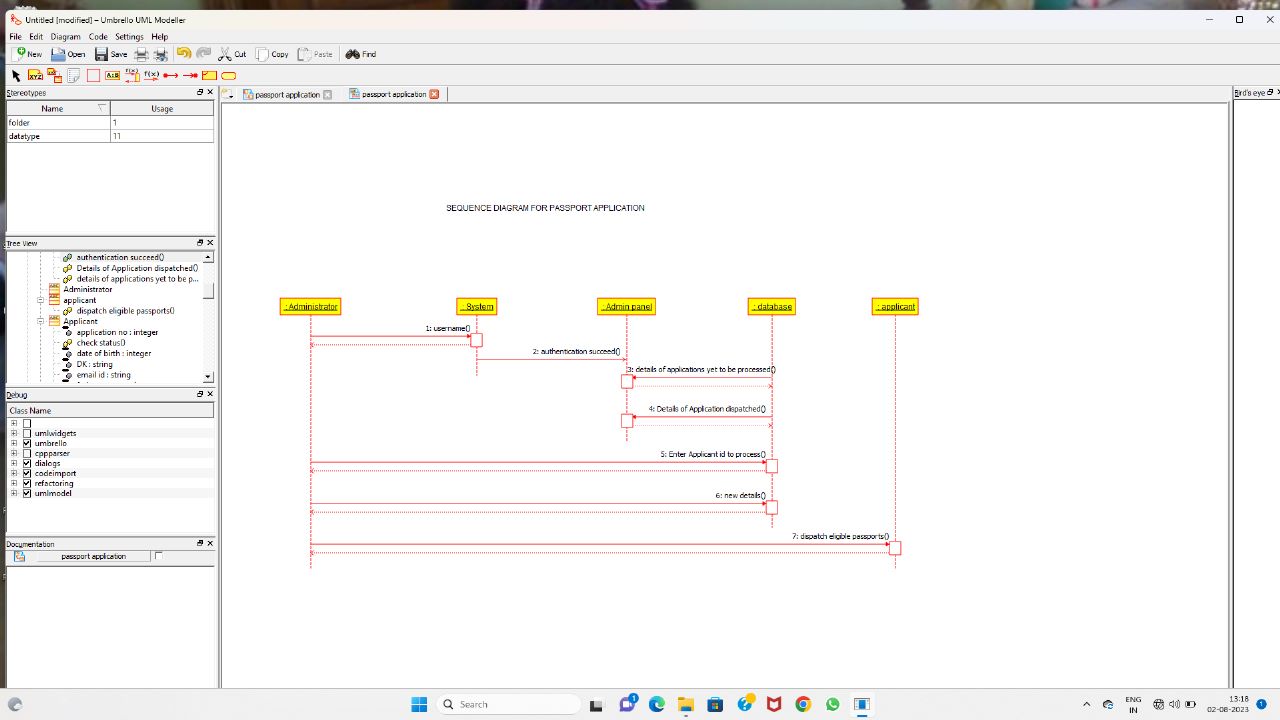 Untitled [modified] – Umbrello UML Modeller
File Edit Diagram Code Settings Help
New Open Save Cut Copy Paste Find
Stereotypes
Name Usage
folder 1
datatype 11
Tree View
authentication succeed()
Details of Application dispatched()
details of applications yet to be p...
Administrator
applicant
dispatch eligible passports()
Applicant
application no : integer
check status()
date of birth : integer
DK : string
email id : string
Debug
Class Name
umlwidgets
umbrello
cppparser
dialogs
codeimport
refactoring
umlmodel
Documentation
passport application
passport application passport application
Bird's eye
SEQUENCE DIAGRAM FOR PASSPORT APPLICATION
: Administrator : System : Admin panel : database : applicant
1: username()
2: authentication succeed()
3: details of applications yet to be processed()
4: Details of Application dispatched()
5: Enter Applicant id to process()
6: new details()
7: dispatch eligible passports()
Search
ENG
IN
13:18
02-08-2023